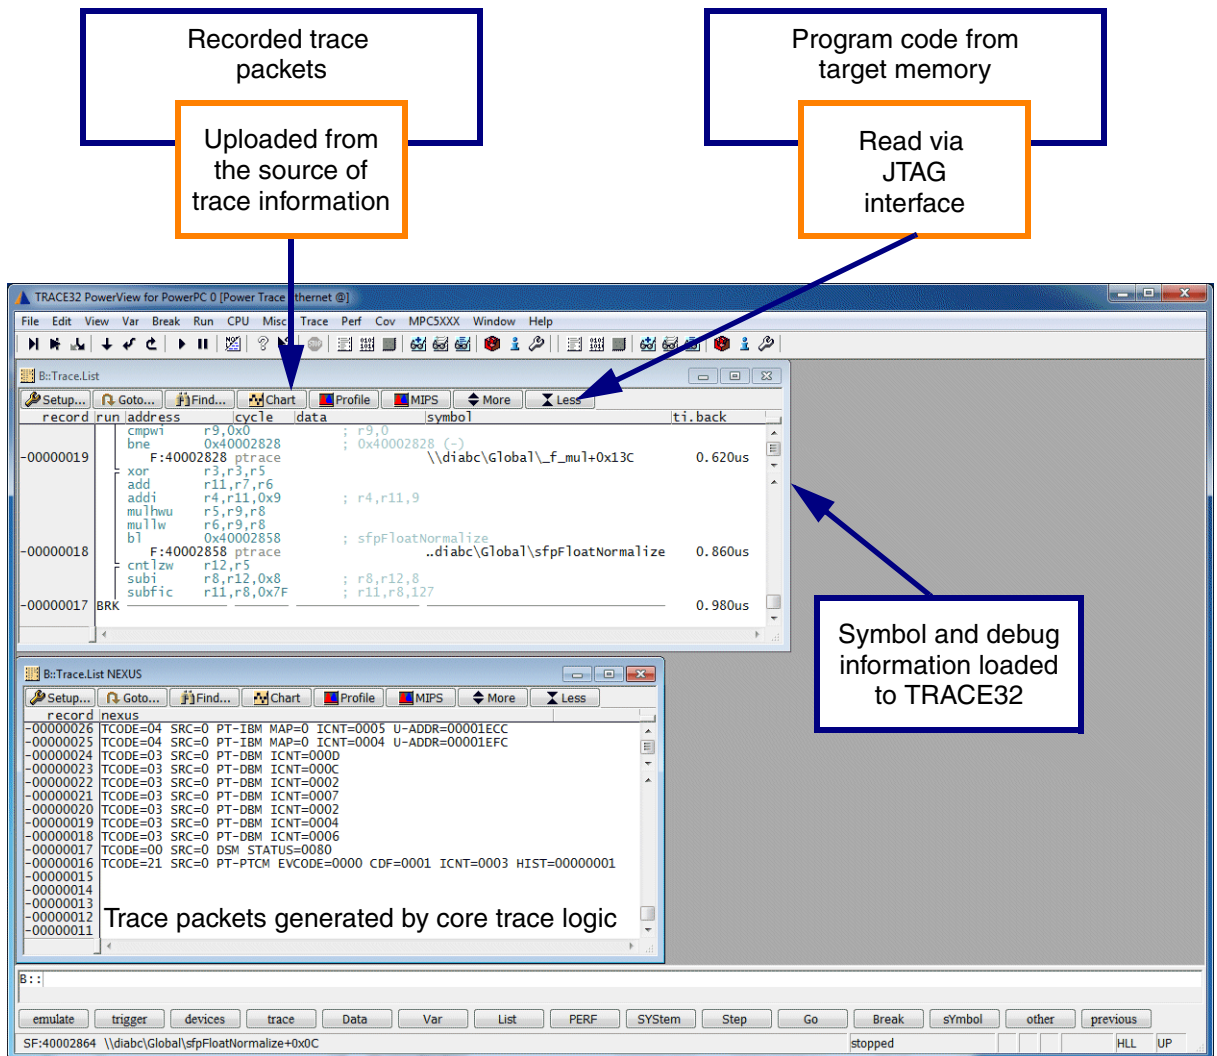 Recorded trace
packets
Uploaded from
the source of
trace information
Program code from
target memory
Read via
JTAG
interface
TRACE32 PowerView for PowerPC 0 [Power Trace Ethernet @]
File Edit View Var Break Run CPU Misc Trace Perf Cov MPC5XXX Window Help
B::Trace.List
Setup... Goto... Find... Chart Profile MIPS More Less
record run address cycle data symbol ti.back
cmpwi r9,0x0 ; r9,0
bne 0x40002828 ; 0x40002828 (-)
-00000019 F:40002828 ptrace \\diabc\Global\_f_mul+0x13C 0.620us
xor r3,r3,r5
add r11,r7,r6
addi r4,r11,0x9 ; r4,r11,9
mulhwu r5,r9,r8
mullw r6,r9,r8
bl 0x40002858 ; sfpFloatNormalize
-00000018 F:40002858 ptrace ..diabc\Global\sfpFloatNormalize 0.860us
cntlzw r12,r5
subi r8,r12,0x8 ; r8,r12,8
subfic r11,r8,0x7F ; r11,r8,127
-00000017 BRK 0.980us
Symbol and debug
information loaded
to TRACE32
B::Trace.List NEXUS
Setup... Goto... Find... Chart Profile MIPS More Less
record nexus
-00000026 TCODE=04 SRC=0 PT-IBM MAP=0 ICNT=0005 U-ADDR=00001ECC
-00000025 TCODE=04 SRC=0 PT-IBM MAP=0 ICNT=0004 U-ADDR=00001EFC
-00000024 TCODE=03 SRC=0 PT-DBM ICNT=000D
-00000023 TCODE=03 SRC=0 PT-DBM ICNT=000C
-00000022 TCODE=03 SRC=0 PT-DBM ICNT=0002
-00000021 TCODE=03 SRC=0 PT-DBM ICNT=0007
-00000020 TCODE=03 SRC=0 PT-DBM ICNT=0002
-00000019 TCODE=03 SRC=0 PT-DBM ICNT=0004
-00000018 TCODE=03 SRC=0 PT-DBM ICNT=0006
-00000017 TCODE=00 SRC=0 DSM STATUS=0080
-00000016 TCODE=21 SRC=0 PT-PTCM EVCODE=0000 CDF=0001 ICNT=0003 HIST=00000001
-00000015
-00000014
-00000013
-00000012
-00000011
Trace packets generated by core trace logic
B::
emulate trigger devices trace Data Var List PERF SYStem Step Go Break sYmbol other previous
SF:40002864 \\diabc\Global\sfpFloatNormalize+0x0C stopped HLL UP